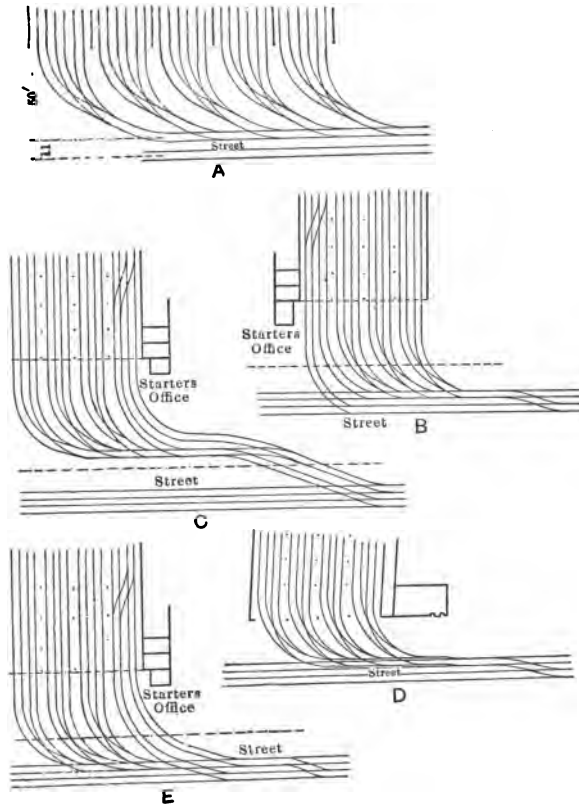 50'
11
Street
A
Starters
Office
Street
B
Starters
Office
Street
C
Starters
Office
Street
D
Street
E